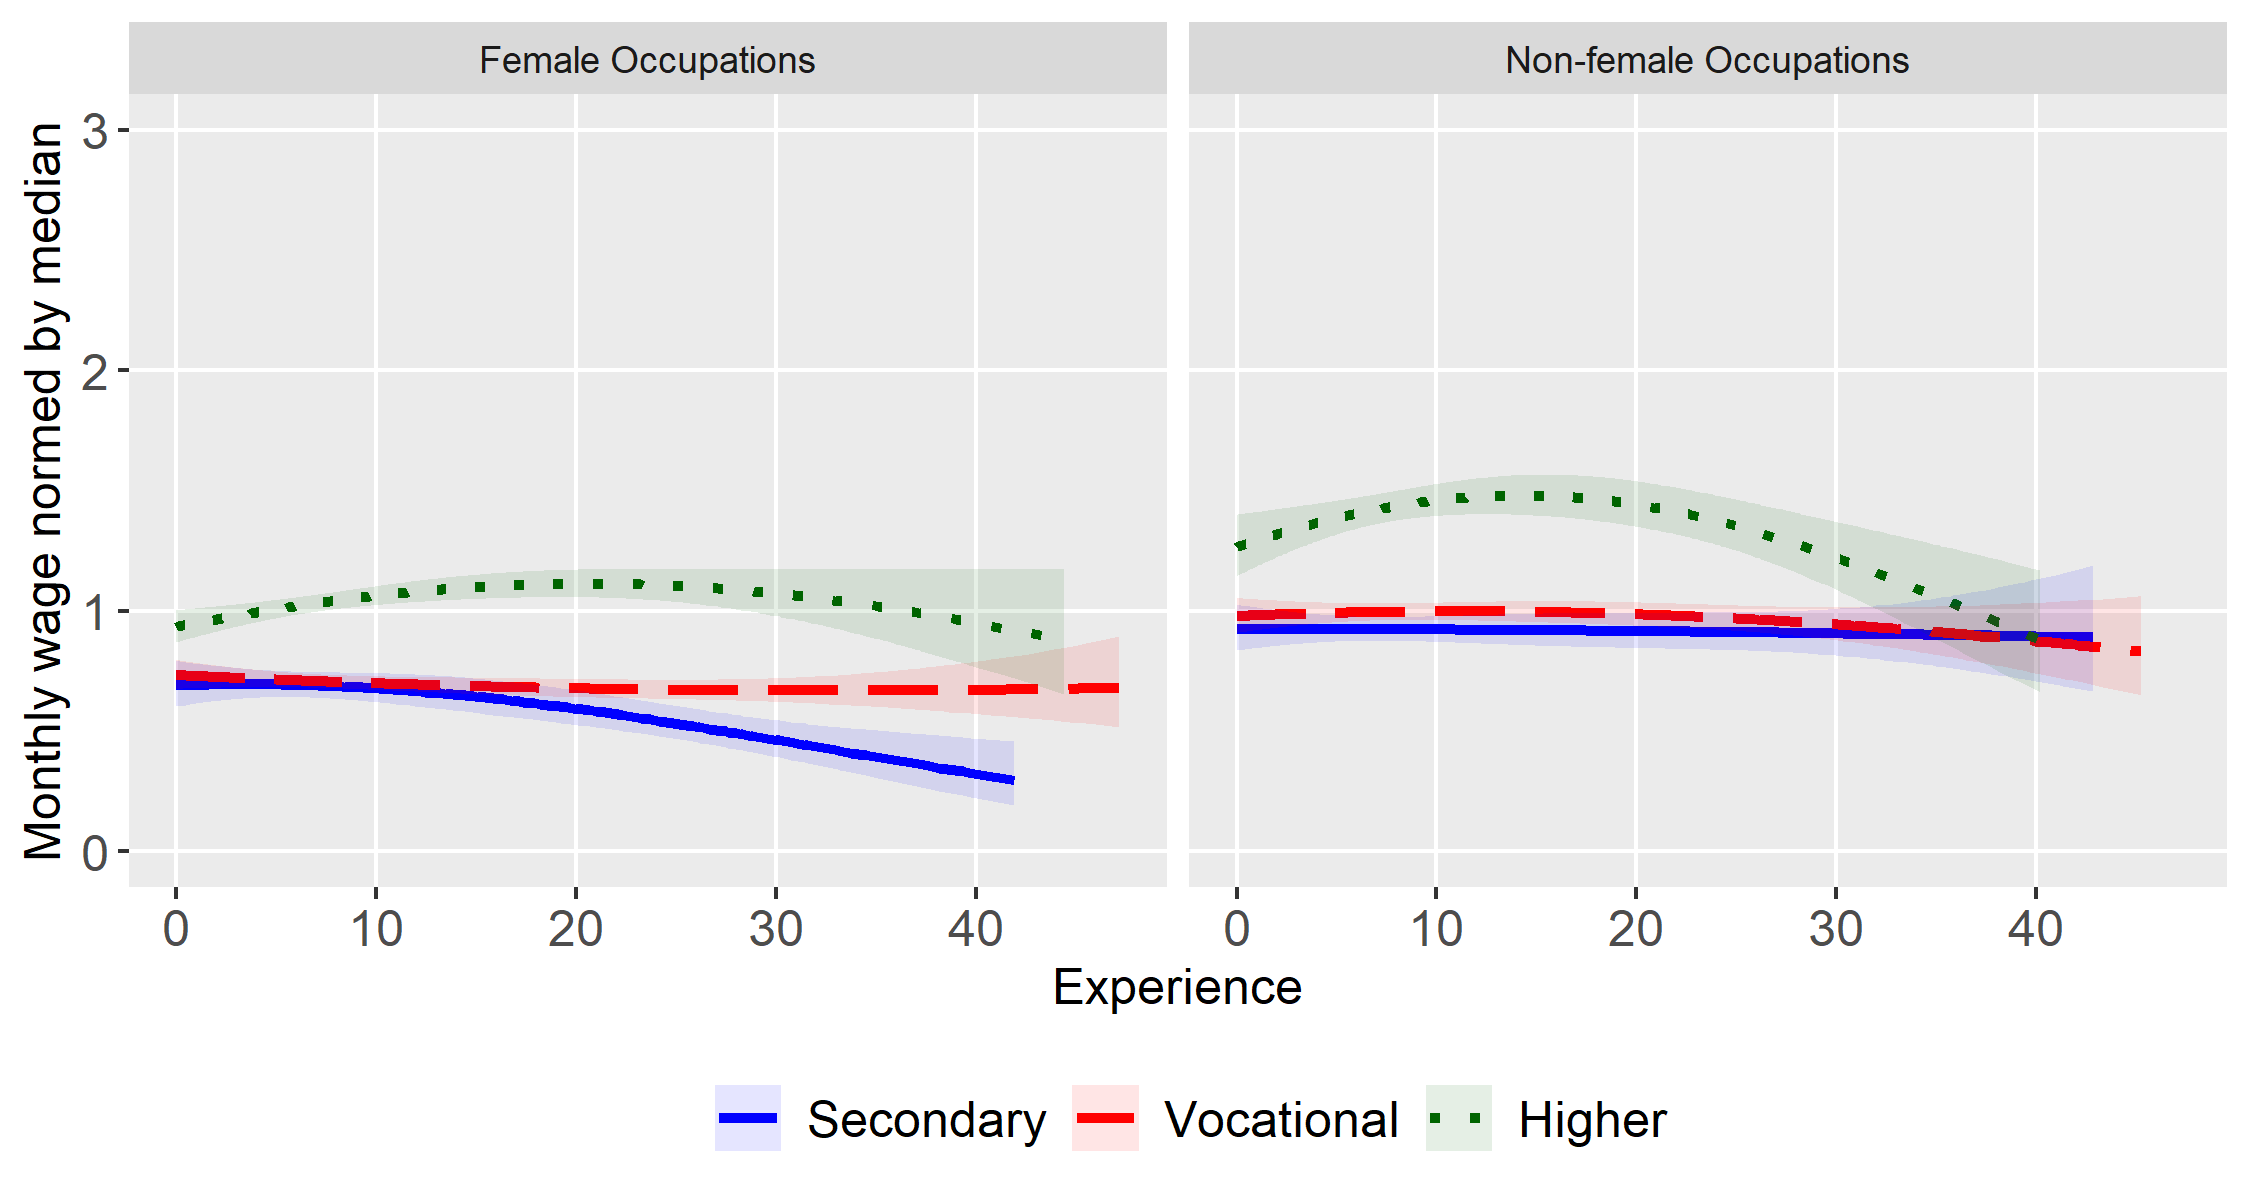 Female Occupations
Non-female Occupations
Monthly wage normed by median
3
2
1
0
0 10 20 30 40
0 10 20 30 40
Experience
Secondary Vocational Higher